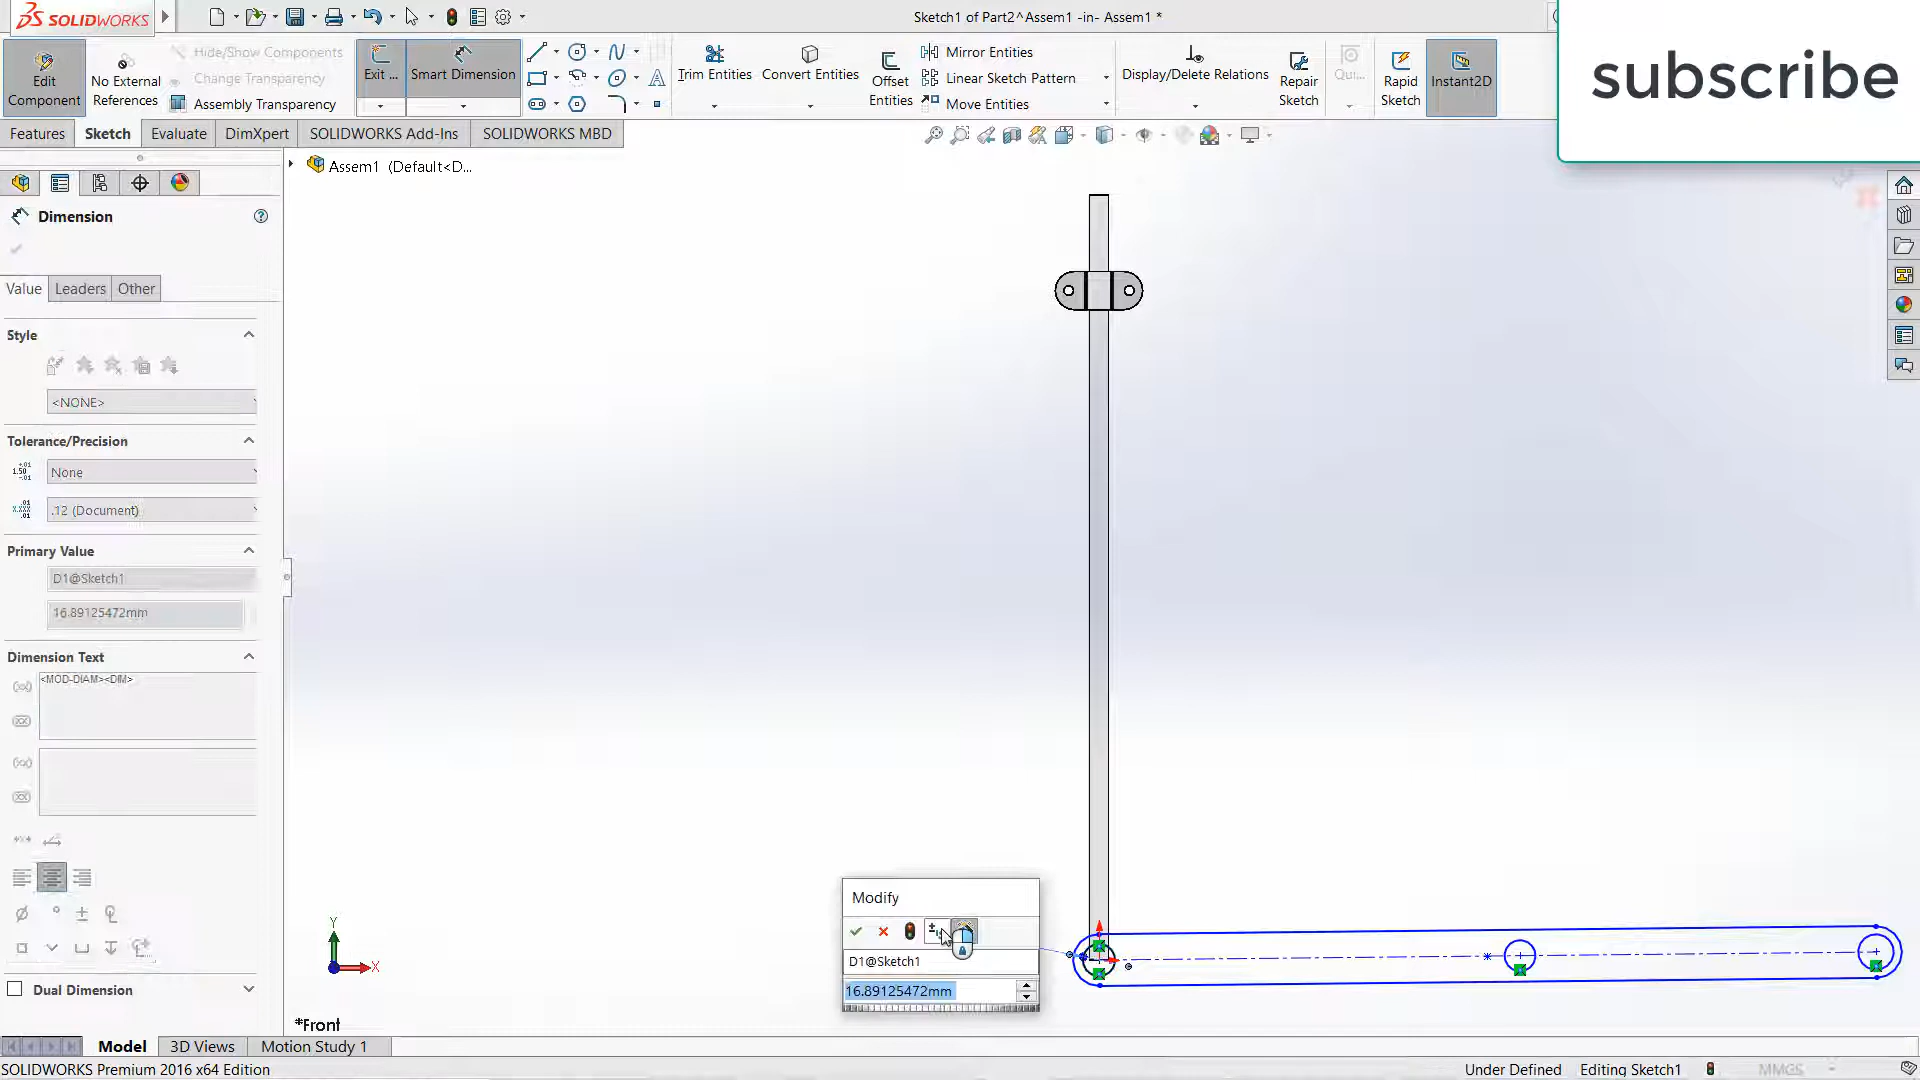 SOLIDWORKS
Sketch1 of Part2^Assem1 -in- Assem1 *
subscribe
Edit Component
No External References
Hide/Show Components
Change Transparency
Assembly Transparency
Exit ...
Smart Dimension
Trim Entities
Convert Entities
Offset Entities
Mirror Entities
Linear Sketch Pattern
Move Entities
Display/Delete Relations
Repair Sketch
Qui...
Rapid Sketch
Instant2D
Features
Sketch
Evaluate
DimXpert
SOLIDWORKS Add-Ins
SOLIDWORKS MBD
Assem1 (Default<D...
Dimension
Value
Leaders
Other
Style
<NONE>
Tolerance/Precision
None
.12 (Document)
Primary Value
D1@Sketch1
16.89125472mm
Dimension Text
<MOD-DIAM><DIM>
Dual Dimension
Modify
D1@Sketch1
16.89125472mm
Y
X
*Front
Model
3D Views
Motion Study 1
SOLIDWORKS Premium 2016 x64 Edition
Under Defined
Editing Sketch1
MMGS